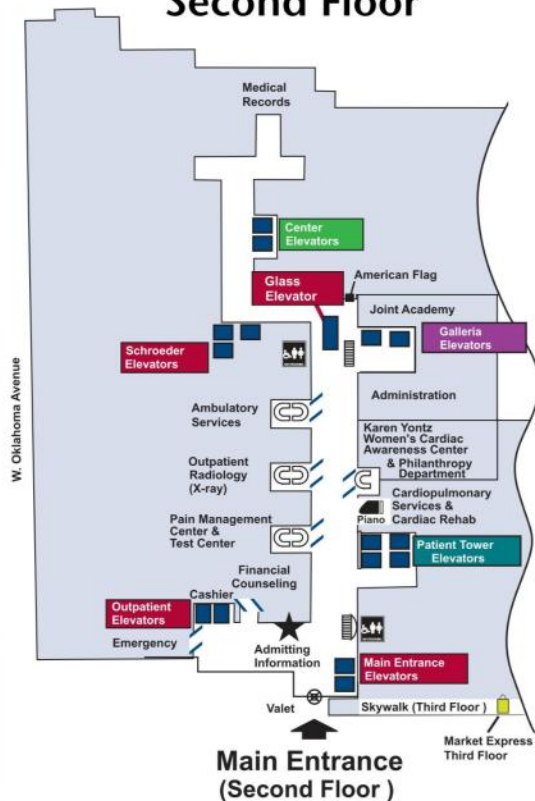 Second Floor
Medical
Records
Center
Elevators
Glass
Elevator
American Flag
Joint Academy
Galleria
Elevators
Schroeder
Elevators
W. Oklahoma Avenue
Administration
Ambulatory
Services
Karen Yontz
Women's Cardiac
Awareness Center
& Philanthropy
Department
Outpatient
Radiology
(X-ray)
Cardiopulmonary
Services &
Cardiac Rehab
Piano
Pain Management
Center &
Test Center
Patient Tower
Elevators
Financial
Counseling
Cashier
Outpatient
Elevators
Emergency
Admitting
Information
Main Entrance
Elevators
Valet
Skywalk (Third Floor )
Market Express
Third Floor
Main Entrance
(Second Floor )